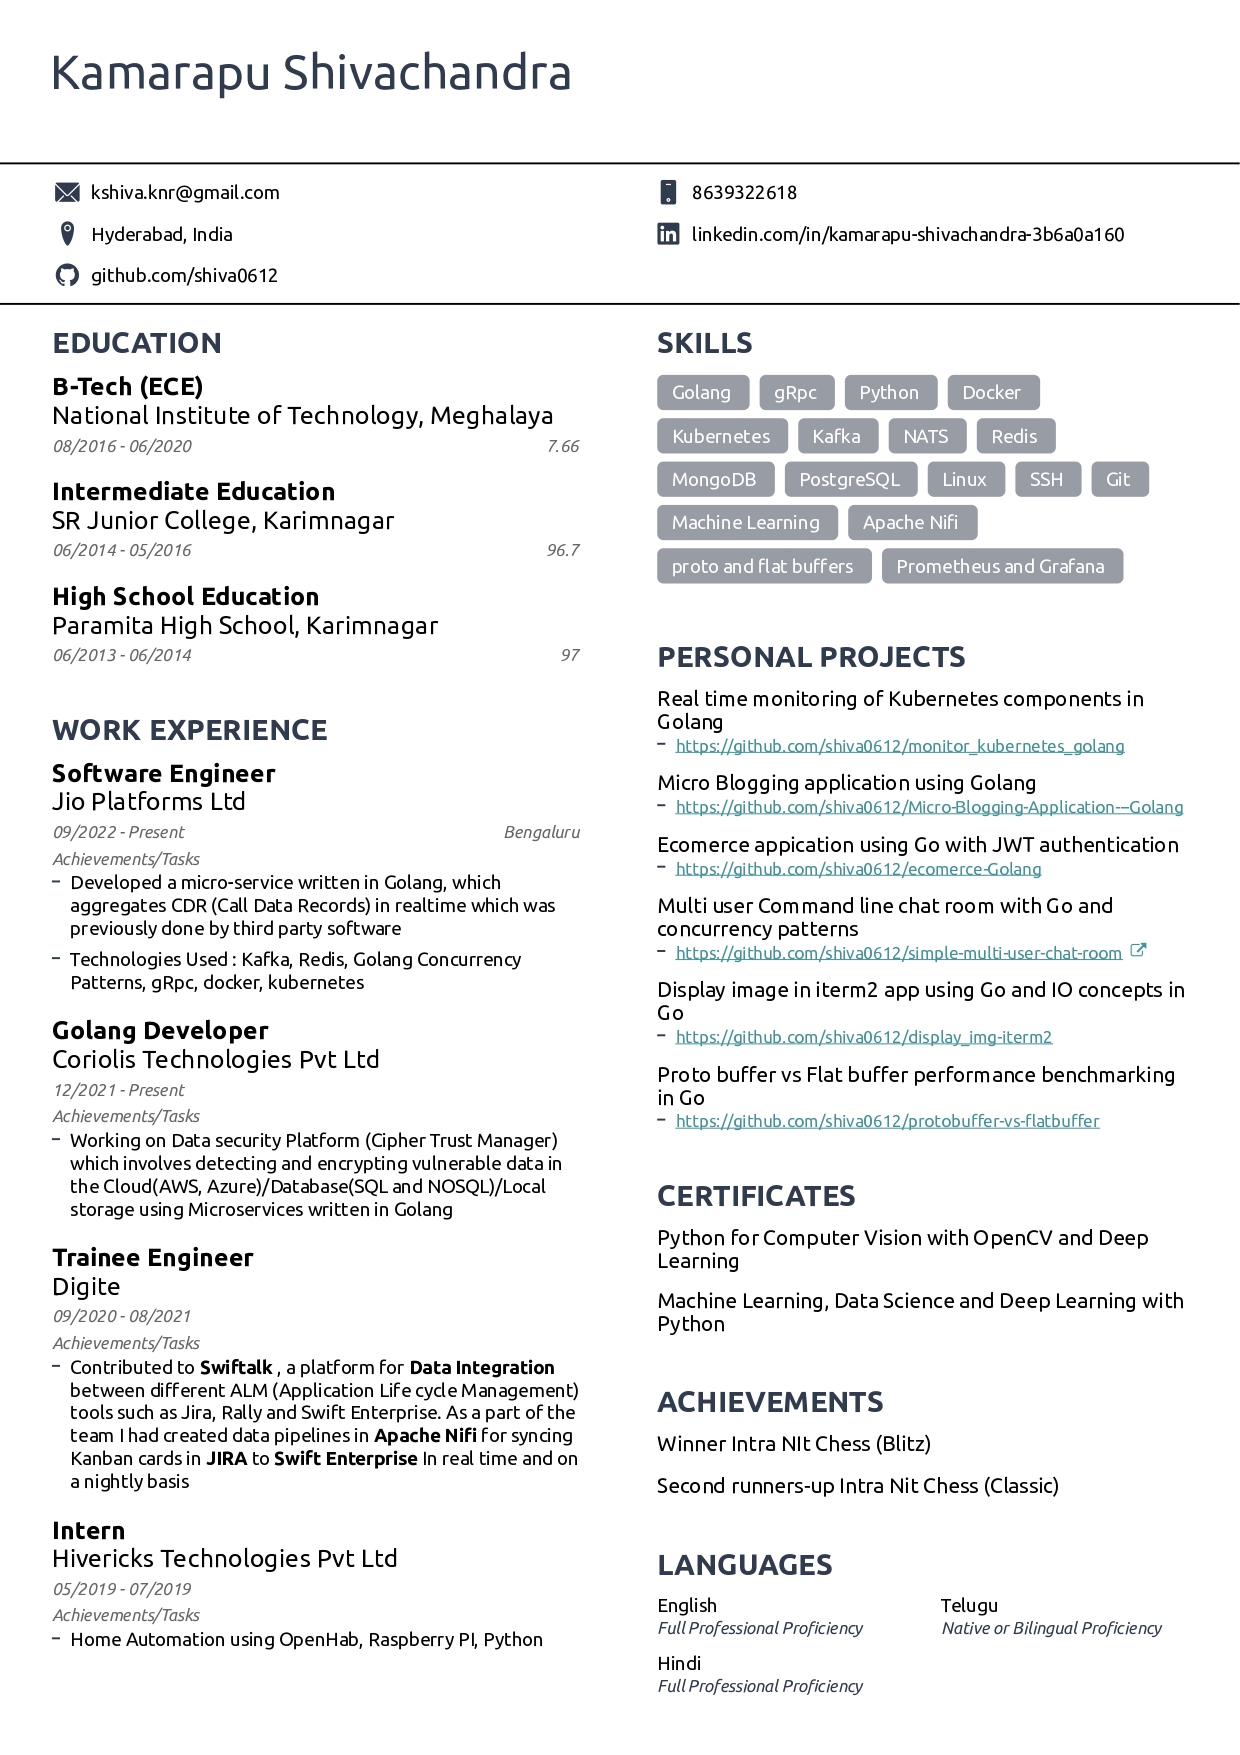 Kamarapu Shivachandra
kshiva.knr@gmail.com
8639322618
Hyderabad, India
linkedin.com/in/kamarapu-shivachandra-3b6a0a160
github.com/shiva0612
EDUCATION
B-Tech (ECE)
National Institute of Technology, Meghalaya
08/2016 - 06/2020 7.66
Intermediate Education
SR Junior College, Karimnagar
06/2014 - 05/2016 96.7
High School Education
Paramita High School, Karimnagar
06/2013 - 06/2014 97
WORK EXPERIENCE
Software Engineer
Jio Platforms Ltd
09/2022 - Present Bengaluru
Achievements/Tasks
– Developed a micro-service written in Golang, which
aggregates CDR (Call Data Records) in realtime which was
previously done by third party software
– Technologies Used : Kafka, Redis, Golang Concurrency
Patterns, gRpc, docker, kubernetes
Golang Developer
Coriolis Technologies Pvt Ltd
12/2021 - Present
Achievements/Tasks
– Working on Data security Platform (Cipher Trust Manager)
which involves detecting and encrypting vulnerable data in
the Cloud(AWS, Azure)/Database(SQL and NOSQL)/Local
storage using Microservices written in Golang
Trainee Engineer
Digite
09/2020 - 08/2021
Achievements/Tasks
– Contributed to Swiftalk , a platform for Data Integration
between different ALM (Application Life cycle Management)
tools such as Jira, Rally and Swift Enterprise. As a part of the
team I had created data pipelines in Apache Nifi for syncing
Kanban cards in JIRA to Swift Enterprise In real time and on
a nightly basis
Intern
Hivericks Technologies Pvt Ltd
05/2019 - 07/2019
Achievements/Tasks
– Home Automation using OpenHab, Raspberry PI, Python
SKILLS
Golang gRpc Python Docker
Kubernetes Kafka NATS Redis
MongoDB PostgreSQL Linux SSH Git
Machine Learning Apache Nifi
proto and flat buffers Prometheus and Grafana
PERSONAL PROJECTS
Real time monitoring of Kubernetes components in
Golang
– https://github.com/shiva0612/monitor_kubernetes_golang
Micro Blogging application using Golang
– https://github.com/shiva0612/Micro-Blogging-Application---Golang
Ecomerce appication using Go with JWT authentication
– https://github.com/shiva0612/ecomerce-Golang
Multi user Command line chat room with Go and
concurrency patterns
– https://github.com/shiva0612/simple-multi-user-chat-room
Display image in iterm2 app using Go and IO concepts in
Go
– https://github.com/shiva0612/display_img-iterm2
Proto buffer vs Flat buffer performance benchmarking
in Go
– https://github.com/shiva0612/protobuffer-vs-flatbuffer
CERTIFICATES
Python for Computer Vision with OpenCV and Deep
Learning
Machine Learning, Data Science and Deep Learning with
Python
ACHIEVEMENTS
Winner Intra NIt Chess (Blitz)
Second runners-up Intra Nit Chess (Classic)
LANGUAGES
English
Full Professional Proficiency
Telugu
Native or Bilingual Proficiency
Hindi
Full Professional Proficiency